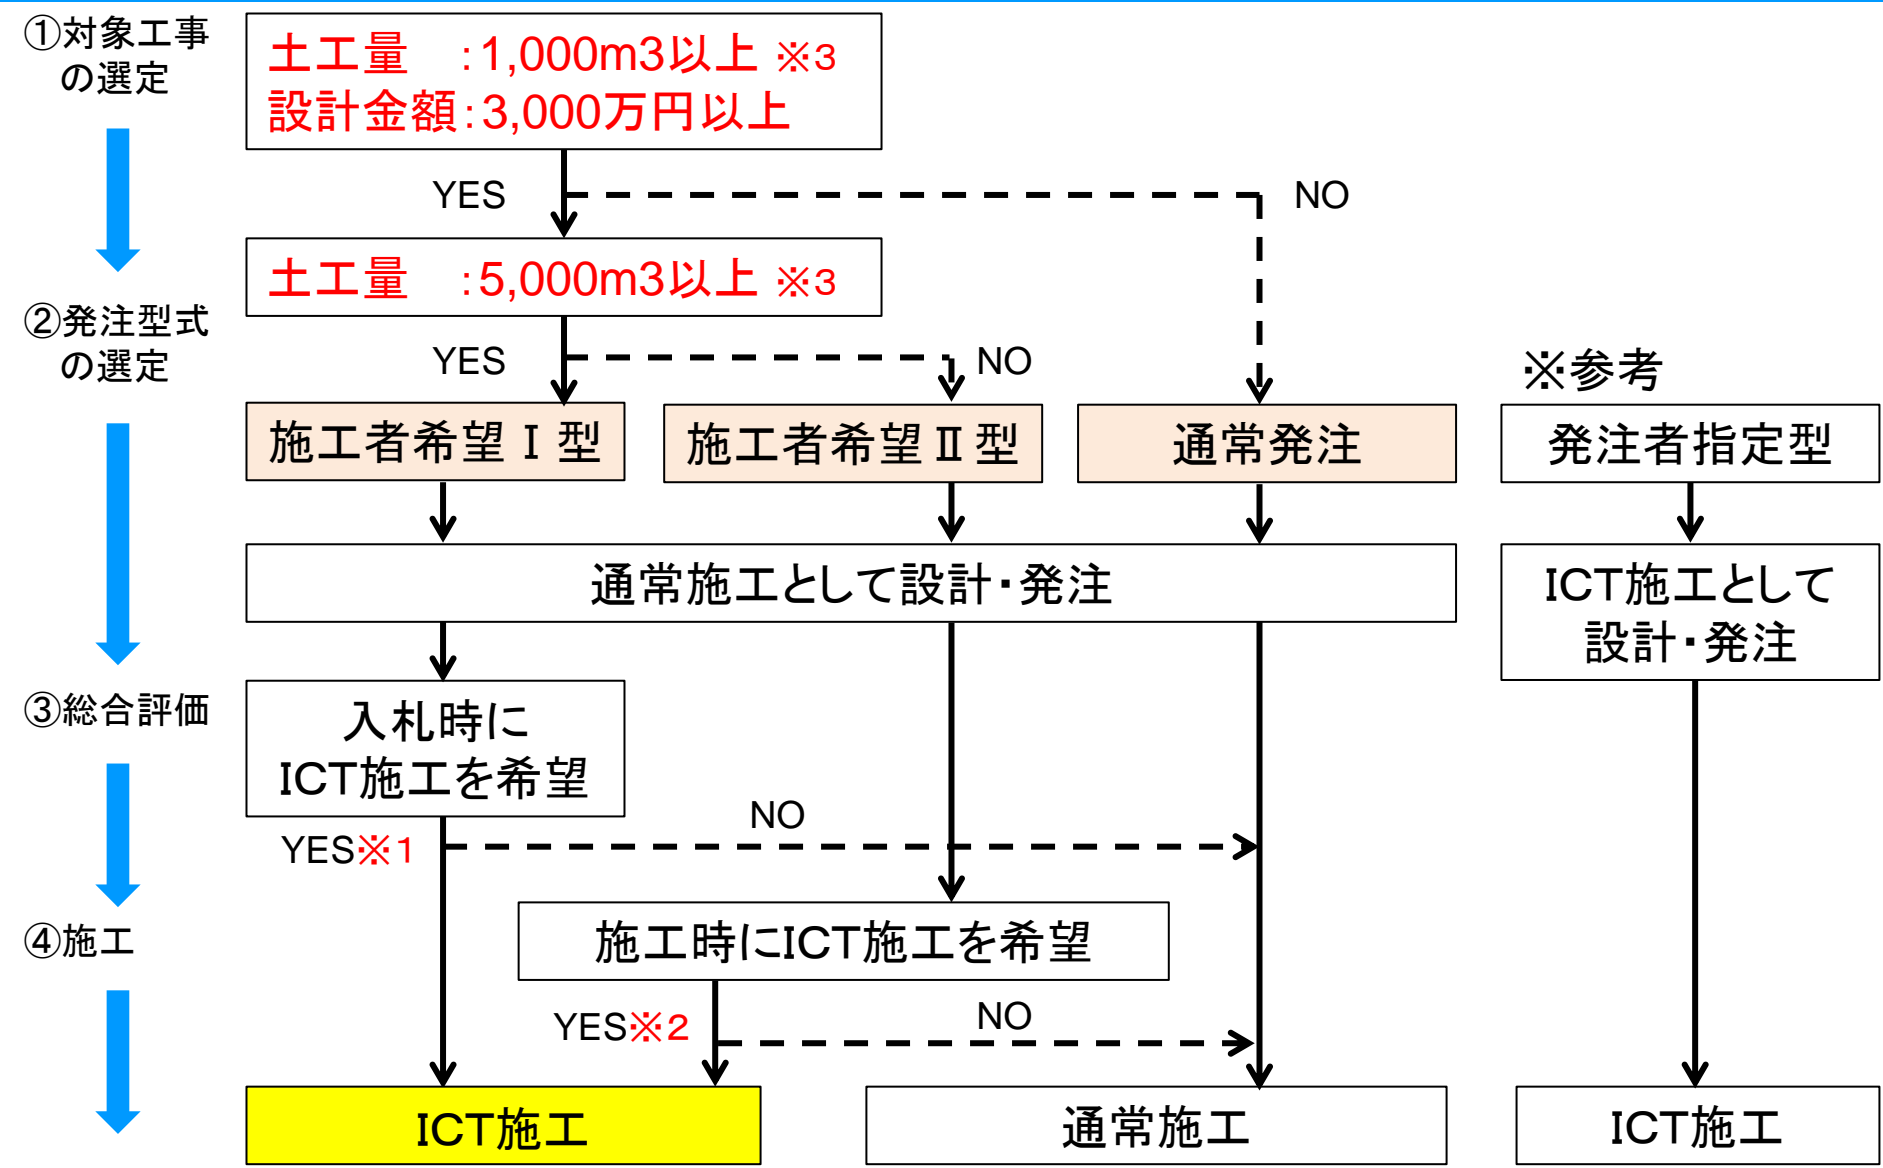 ①対象工事
の選定
土工量　：1,000m3以上 ※3
設計金額：3,000万円以上
YES
NO
土工量　：5,000m3以上 ※3
②発注型式
の選定
YES
NO
※参考
施工者希望Ⅰ型
施工者希望Ⅱ型
通常発注
発注者指定型
通常施工として設計・発注
ICT施工として
設計・発注
③総合評価
入札時に
ICT施工を希望
NO
YES※1
④施工
施工時にICT施工を希望
YES※2
NO
ICT施工
通常施工
ICT施工